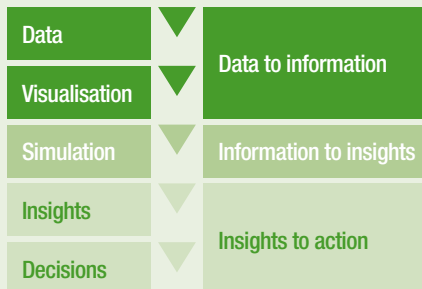 Data
Data to information
Visualisation
Simulation
Information to insights
Insights
Insights to action
Decisions